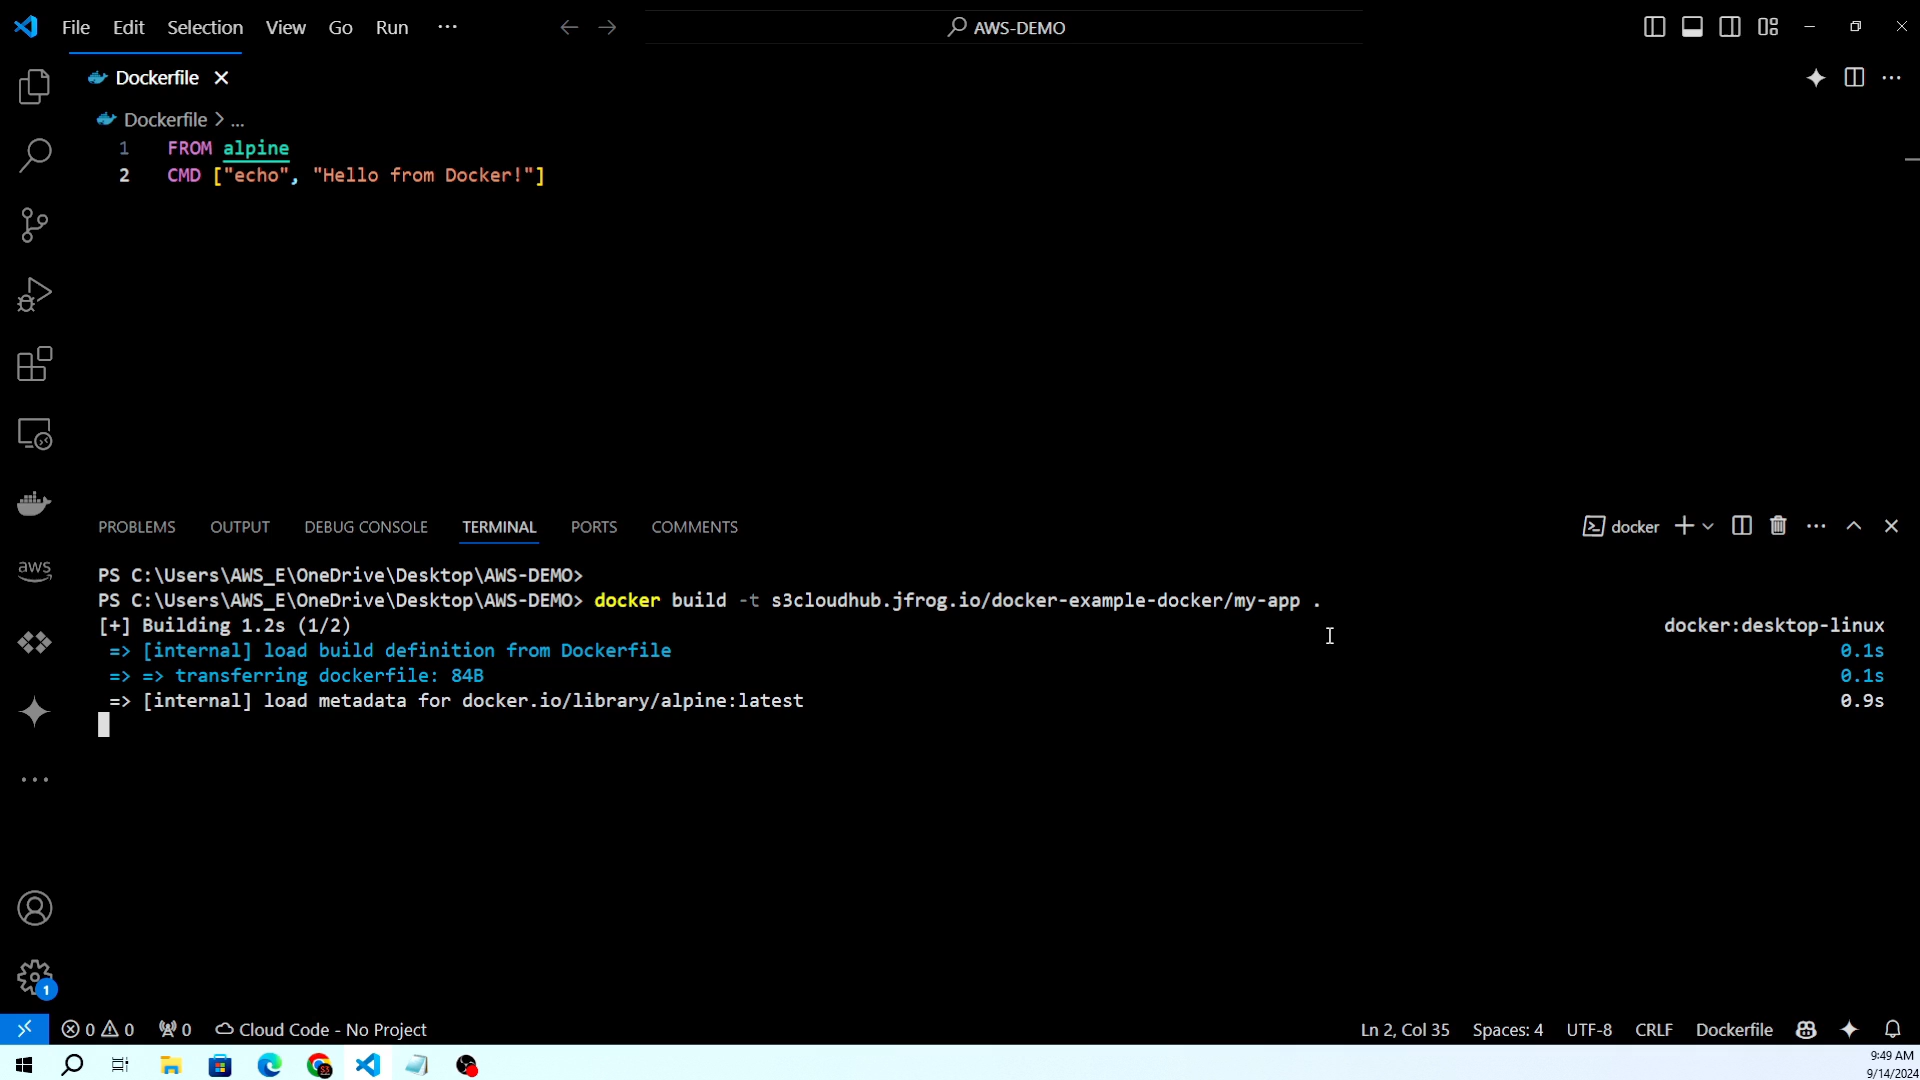 File Edit Selection View Go Run ···
AWS-DEMO
Dockerfile
Dockerfile > ...
1 FROM alpine
2 CMD ["echo", "Hello from Docker!"]
aws
PROBLEMS OUTPUT DEBUG CONSOLE TERMINAL PORTS COMMENTS
docker
PS C:\Users\AWS_E\OneDrive\Desktop\AWS-DEMO>
PS C:\Users\AWS_E\OneDrive\Desktop\AWS-DEMO> docker build -t s3cloudhub.jfrog.io/docker-example-docker/my-app .
[+] Building 1.2s (1/2) docker:desktop-linux
=> [internal] load build definition from Dockerfile 0.1s
=> => transferring dockerfile: 84B 0.1s
=> [internal] load metadata for docker.io/library/alpine:latest 0.9s
1
0 0 0 Cloud Code - No Project Ln 2, Col 35 Spaces: 4 UTF-8 CRLF Dockerfile
9:49 AM
9/14/2024